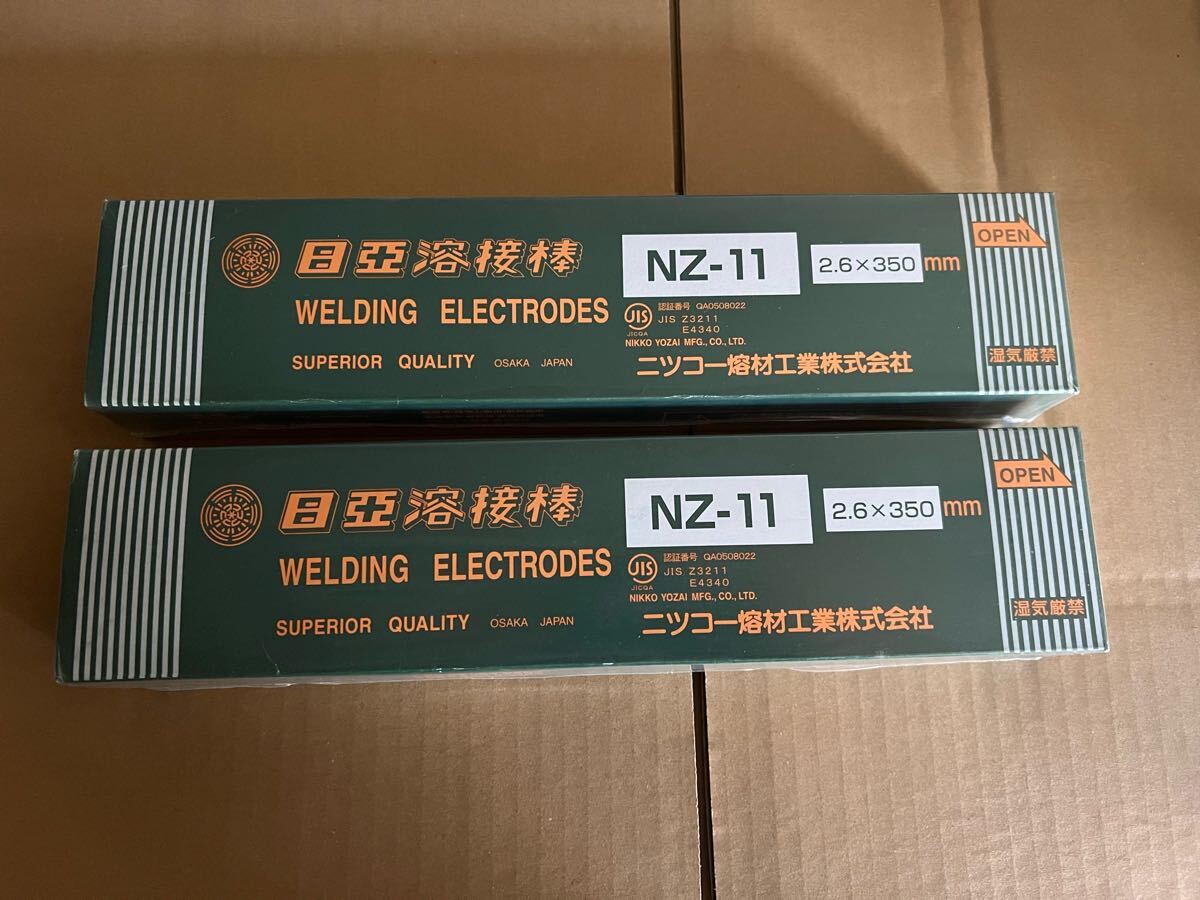 日亞溶接棒
NZ-11
2.6×350 mm
OPEN
WELDING ELECTRODES
JIS
JICQA
認証番号 QA0508022
JIS Z3211
E4340
NIKKO YOZAI MFG., CO., LTD.
SUPERIOR QUALITY OSAKA JAPAN
ニツコー熔材工業株式会社
湿気厳禁
日亞溶接棒
NZ-11
2.6×350 mm
OPEN
WELDING ELECTRODES
JIS
JICQA
認証番号 QA0508022
JIS Z3211
E4340
NIKKO YOZAI MFG., CO., LTD.
SUPERIOR QUALITY OSAKA JAPAN
ニツコー熔材工業株式会社
湿気厳禁